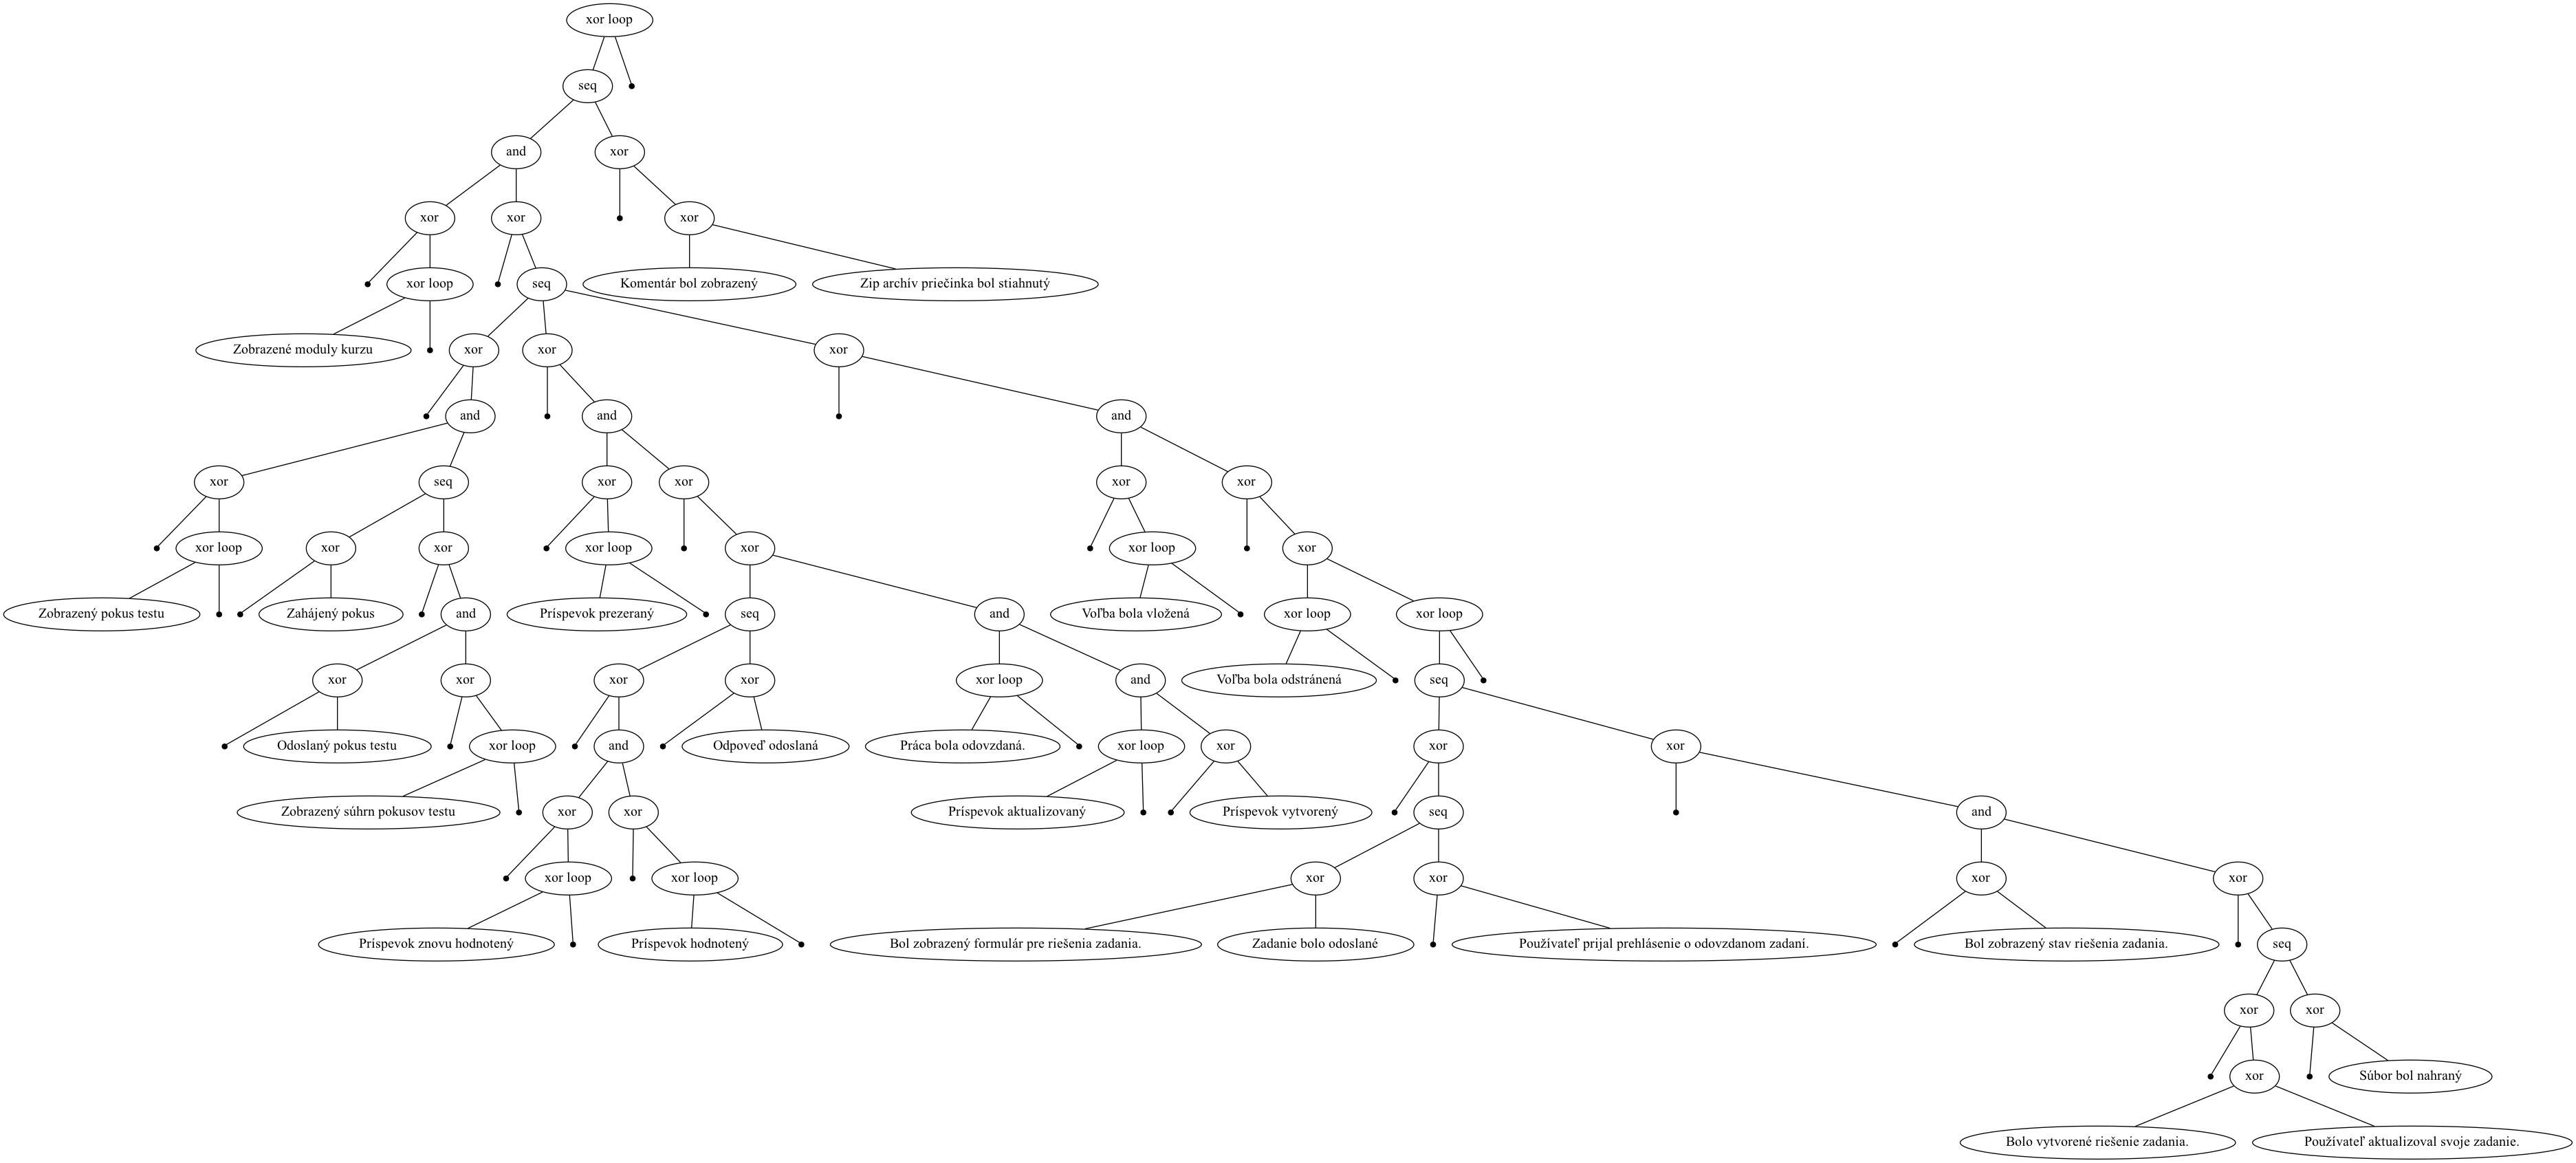 xor loop
seq
and
xor
xor
xor
xor
xor loop
seq
Komentár bol zobrazený
Zip archív priečinka bol stiahnutý
Zobrazené moduly kurzu
xor
xor
xor
and
and
and
xor
seq
xor
xor
xor
xor
xor loop
xor
xor
xor loop
xor
xor loop
xor
Zobrazený pokus testu
Zahájený pokus
and
Príspevok prezeraný
seq
and
Voľba bola vložená
xor loop
xor loop
xor
xor
xor
xor
xor loop
and
Voľba bola odstránená
seq
Odoslaný pokus testu
xor loop
and
Odpoveď odoslaná
Práca bola odovzdaná.
xor loop
xor
xor
xor
Zobrazený súhrn pokusov testu
xor
xor
Príspevok aktualizovaný
Príspevok vytvorený
seq
and
xor loop
xor loop
xor
xor
xor
xor
Príspevok znovu hodnotený
Príspevok hodnotený
Bol zobrazený formulár pre riešenia zadania.
Zadanie bolo odoslané
Používateľ prijal prehlásenie o odovzdanom zadaní.
Bol zobrazený stav riešenia zadania.
seq
xor
xor
xor
Súbor bol nahraný
Bolo vytvorené riešenie zadania.
Používateľ aktualizoval svoje zadanie.